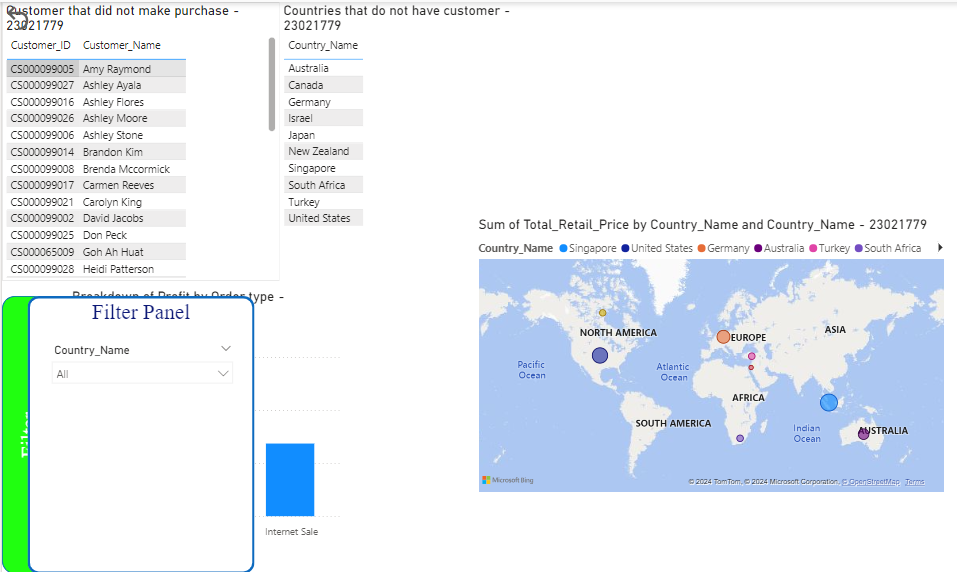 Customer that did not make purchase -
23021779
Customer_ID Customer_Name
CS000099005 Amy Raymond
CS000099027 Ashley Ayala
CS000099016 Ashley Flores
CS000099026 Ashley Moore
CS000099006 Ashley Stone
CS000099014 Brandon Kim
CS000099008 Brenda Mccormick
CS000099017 Carmen Reeves
CS000099021 Carolyn King
CS000099002 David Jacobs
CS000099025 Don Peck
CS000065009 Goh Ah Huat
CS000099028 Heidi Patterson
Countries that do not have customer -
23021779
Country_Name
Australia
Canada
Germany
Israel
Japan
New Zealand
Singapore
South Africa
Turkey
United States
Breakdown of Profit by Order type -
Filter Panel
Country_Name
All
Filter
Internet Sale
Sum of Total_Retail_Price by Country_Name and Country_Name - 23021779
Country_Name Singapore United States Germany Australia Turkey South Africa
NORTH AMERICA
EUROPE
ASIA
Pacific
Ocean
Atlantic
Ocean
AFRICA
SOUTH AMERICA
Indian
Ocean
AUSTRALIA
Microsoft Bing
© 2024 TomTom, © 2024 Microsoft Corporation, © OpenStreetMap Terms